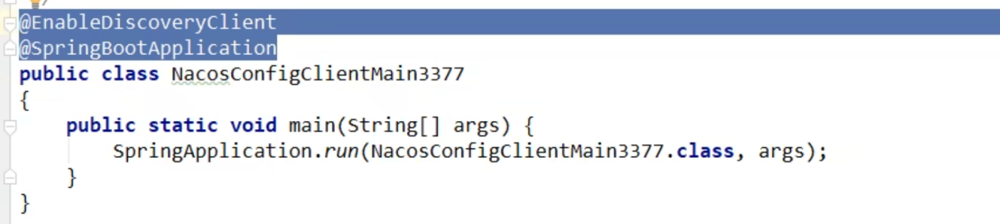 @EnableDiscoveryClient
@SpringBootApplication
public class NacosConfigClientMain3377
{
    public static void main(String[] args) {
        SpringApplication.run(NacosConfigClientMain3377.class, args);
    }
}